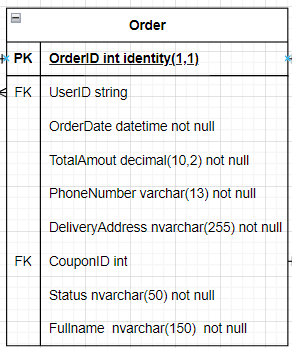 Order
PK OrderID int identity(1,1)
FK UserID string
OrderDate datetime not null
TotalAmout decimal(10,2) not null
PhoneNumber varchar(13) not null
DeliveryAddress nvarchar(255) not null
FK CouponID int
Status nvarchar(50) not null
Fullname nvarchar(150) not null